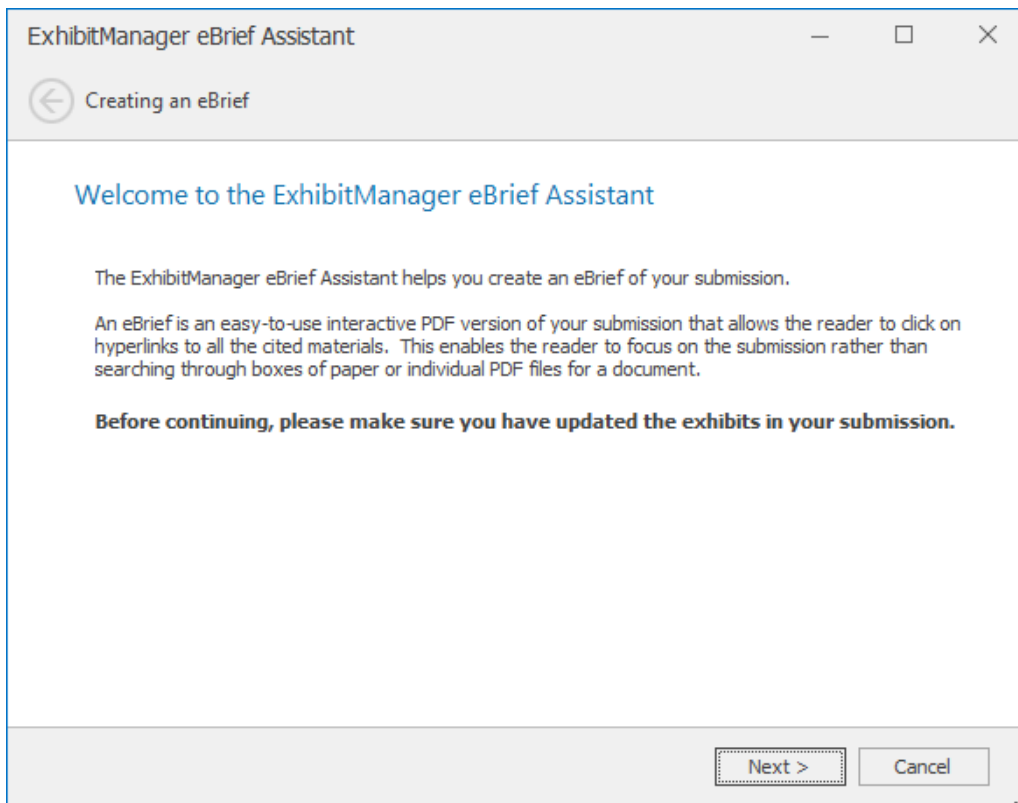 ExhibitManager eBrief Assistant
Creating an eBrief
Welcome to the ExhibitManager eBrief Assistant
The ExhibitManager eBrief Assistant helps you create an eBrief of your submission.
An eBrief is an easy-to-use interactive PDF version of your submission that allows the reader to click on
hyperlinks to all the cited materials.  This enables the reader to focus on the submission rather than
searching through boxes of paper or individual PDF files for a document.
Before continuing, please make sure you have updated the exhibits in your submission.
Next >
Cancel